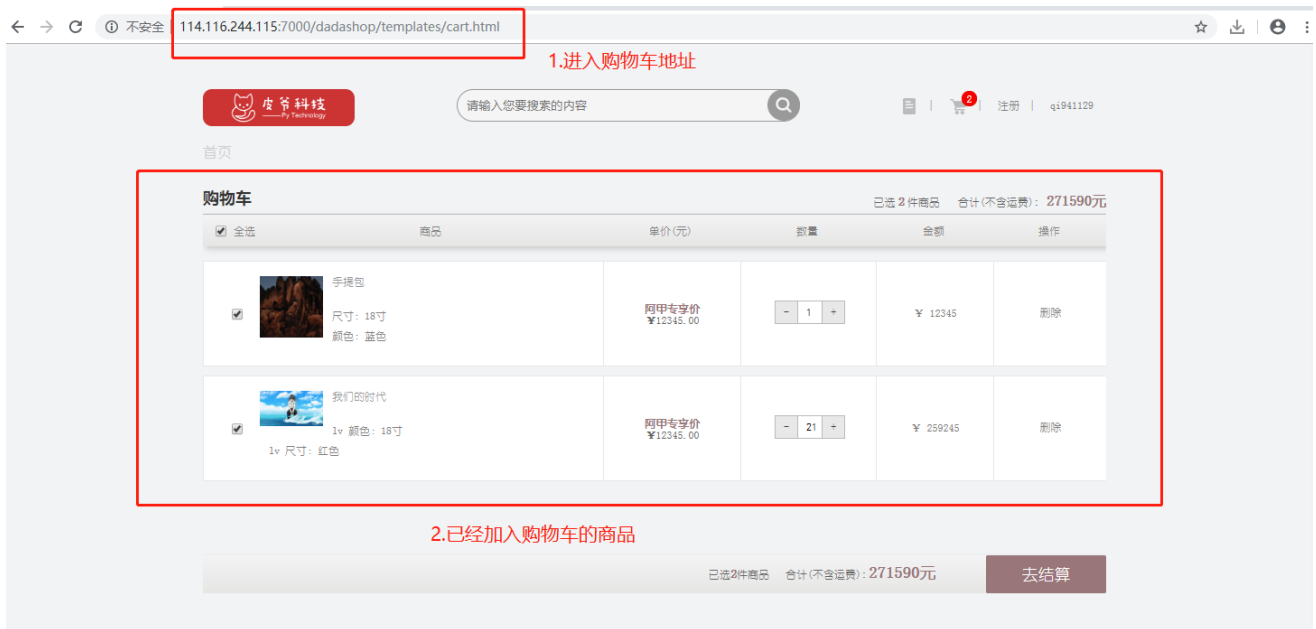 不安全 114.116.244.115:7000/dadashop/templates/cart.html
1.进入购物车地址
皮爷科技
Py Technology
请输入您要搜索的内容
2
注册
qi941129
首页
购物车
已选 2 件商品 合计(不含运费): 271590元
全选 商品 单价(元) 数量 金额 操作
手提包
尺寸: 18寸
颜色: 蓝色
阿甲专享价
¥12345.00
- 1 +
¥ 12345
删除
我们的时代
lv 颜色: 18寸
lv 尺寸: 红色
阿甲专享价
¥12345.00
- 21 +
¥ 259245
删除
2.已经加入购物车的商品
已选2件商品 合计(不含运费): 271590元
去结算